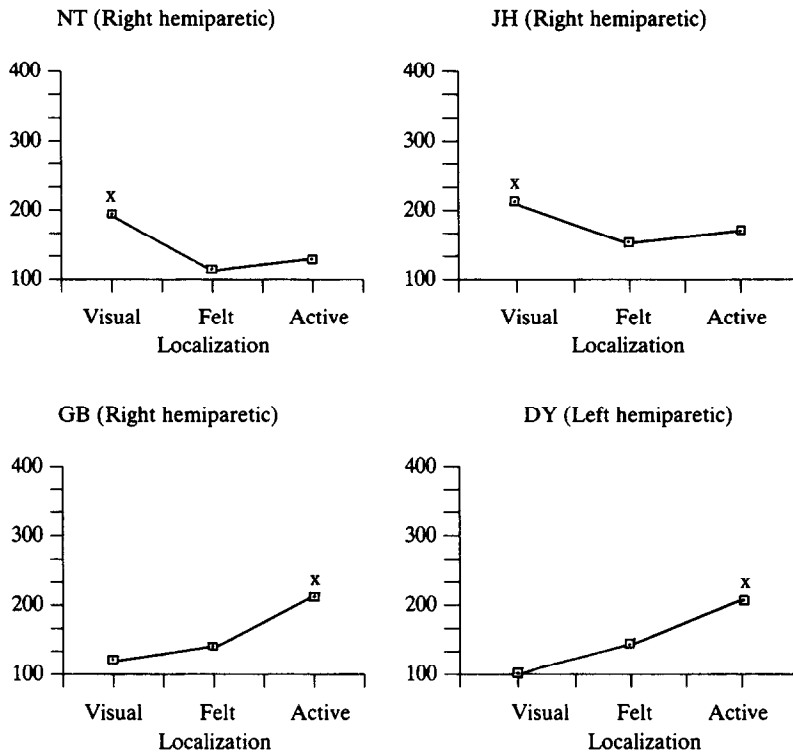 NT (Right hemiparetic)
400
300
200
100
x
Visual Felt Active
Localization
JH (Right hemiparetic)
400
300
200
100
x
Visual Felt Active
Localization
GB (Right hemiparetic)
400
300
200
100
x
Visual Felt Active
Localization
DY (Left hemiparetic)
400
300
200
100
x
Visual Felt Active
Localization